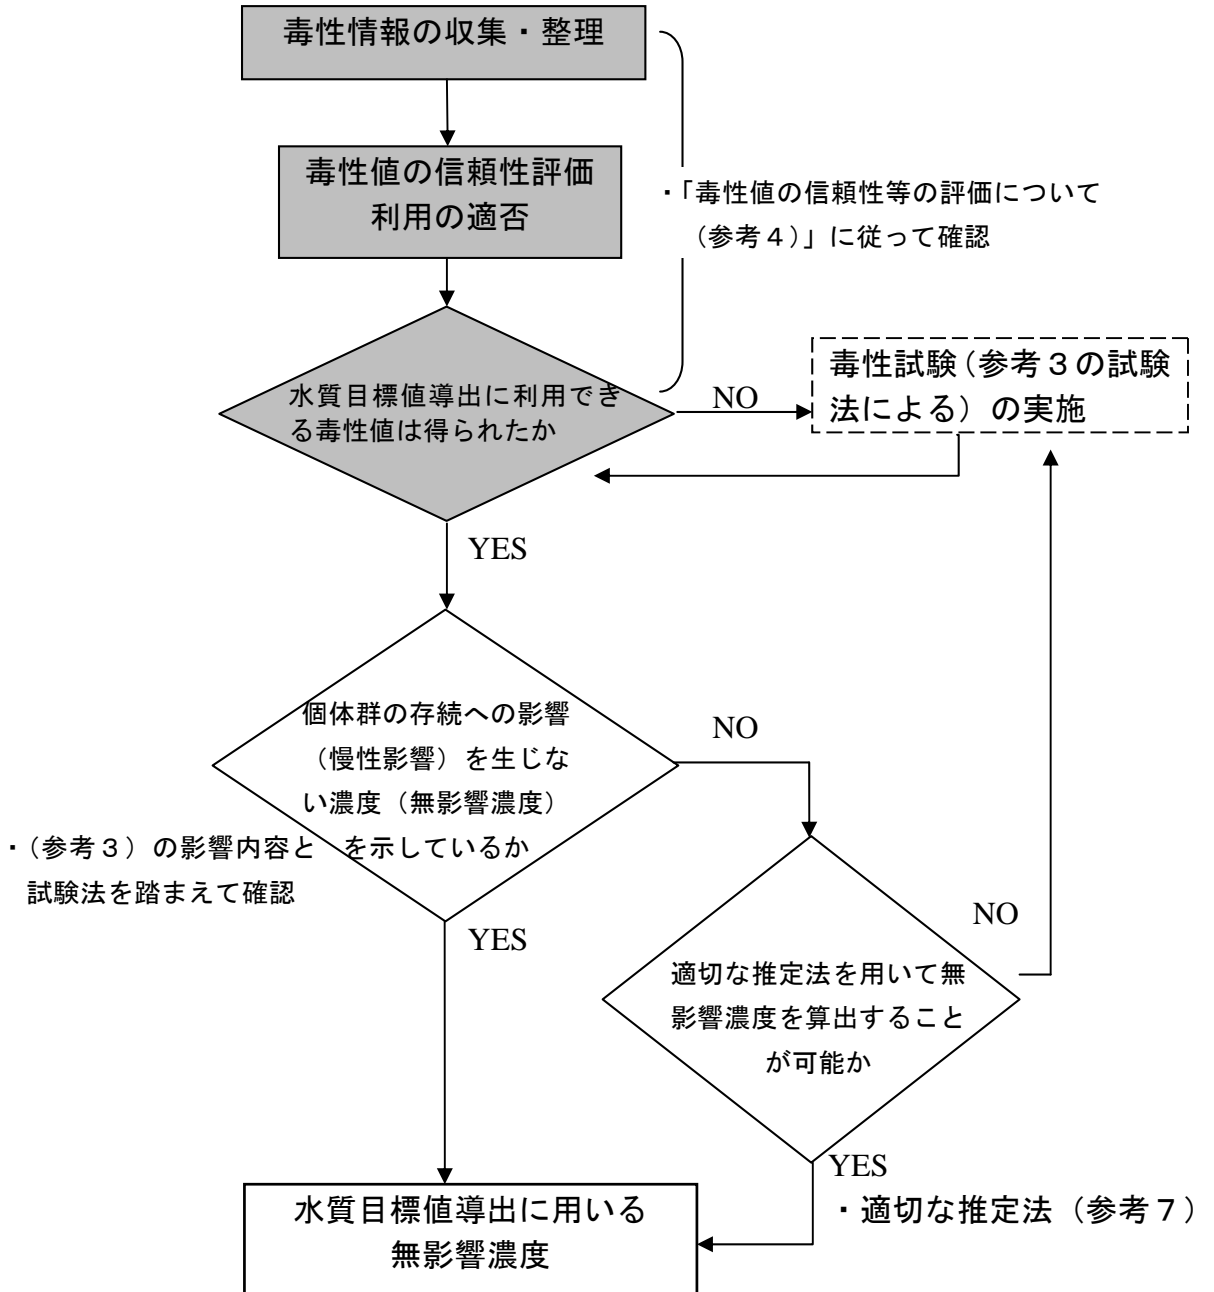 毒性情報の収集・整理
毒性値の信頼性評価
利用の適否
・「毒性値の信頼性等の評価について
（参考４）」に従って確認
水質目標値導出に利用でき
る毒性値は得られたか
NO
毒性試験（参考３の試験
法による）の実施
YES
個体群の存続への影響
（慢性影響）を生じな
い濃度（無影響濃度）
を示しているか
NO
・（参考３）の影響内容と
試験法を踏まえて確認
YES
適切な推定法を用いて無
影響濃度を算出すること
が可能か
NO
YES
・適切な推定法（参考７）
水質目標値導出に用いる
無影響濃度